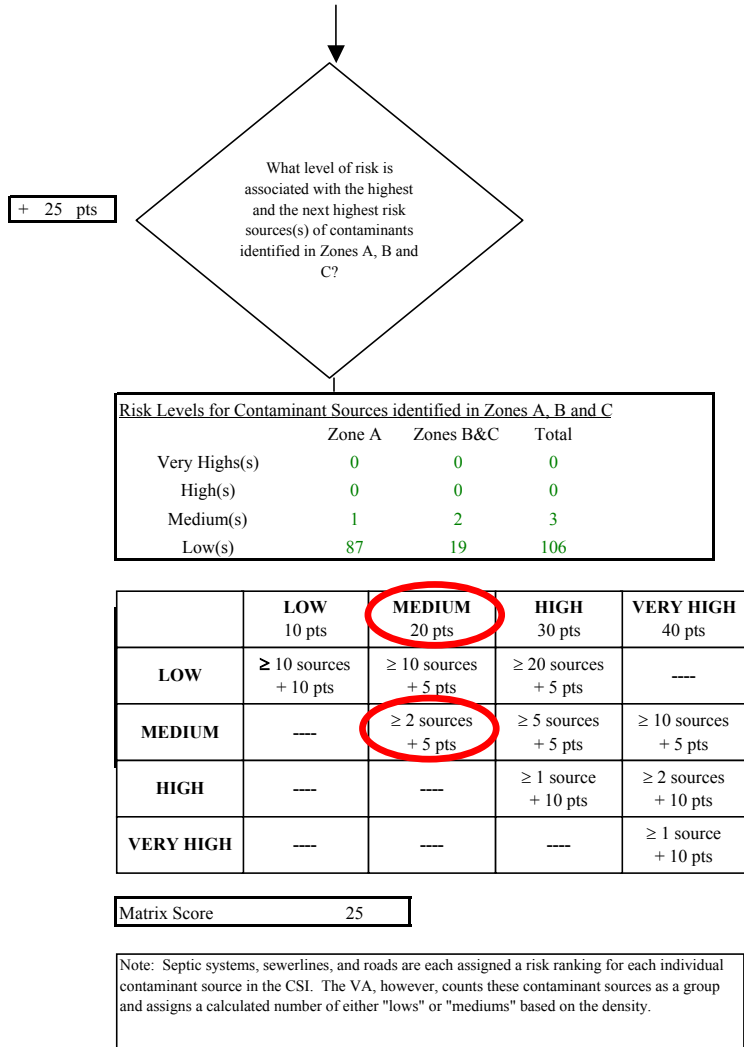 What level of risk is
associated with the highest
and the next highest risk
sources(s) of contaminants
identified in Zones A, B and
C?
+ 25 pts
Risk Levels for Contaminant Sources identified in Zones A, B and C
Zone A Zones B&C Total
Very Highs(s) 0 0 0
High(s) 0 0 0
Medium(s) 1 2 3
Low(s) 87 19 106
LOW MEDIUM HIGH VERY HIGH
10 pts 20 pts 30 pts 40 pts
LOW ≥ 10 sources ≥ 10 sources ≥ 20 sources ----
+ 10 pts + 5 pts + 5 pts
MEDIUM ---- ≥ 2 sources ≥ 5 sources ≥ 10 sources
+ 5 pts + 5 pts + 5 pts
HIGH ---- ---- ≥ 1 source ≥ 2 sources
+ 10 pts + 10 pts
VERY HIGH ---- ---- ---- ≥ 1 source
+ 10 pts
Matrix Score 25
Note: Septic systems, sewerlines, and roads are each assigned a risk ranking for each individual
contaminant source in the CSI. The VA, however, counts these contaminant sources as a group
and assigns a calculated number of either "lows" or "mediums" based on the density.